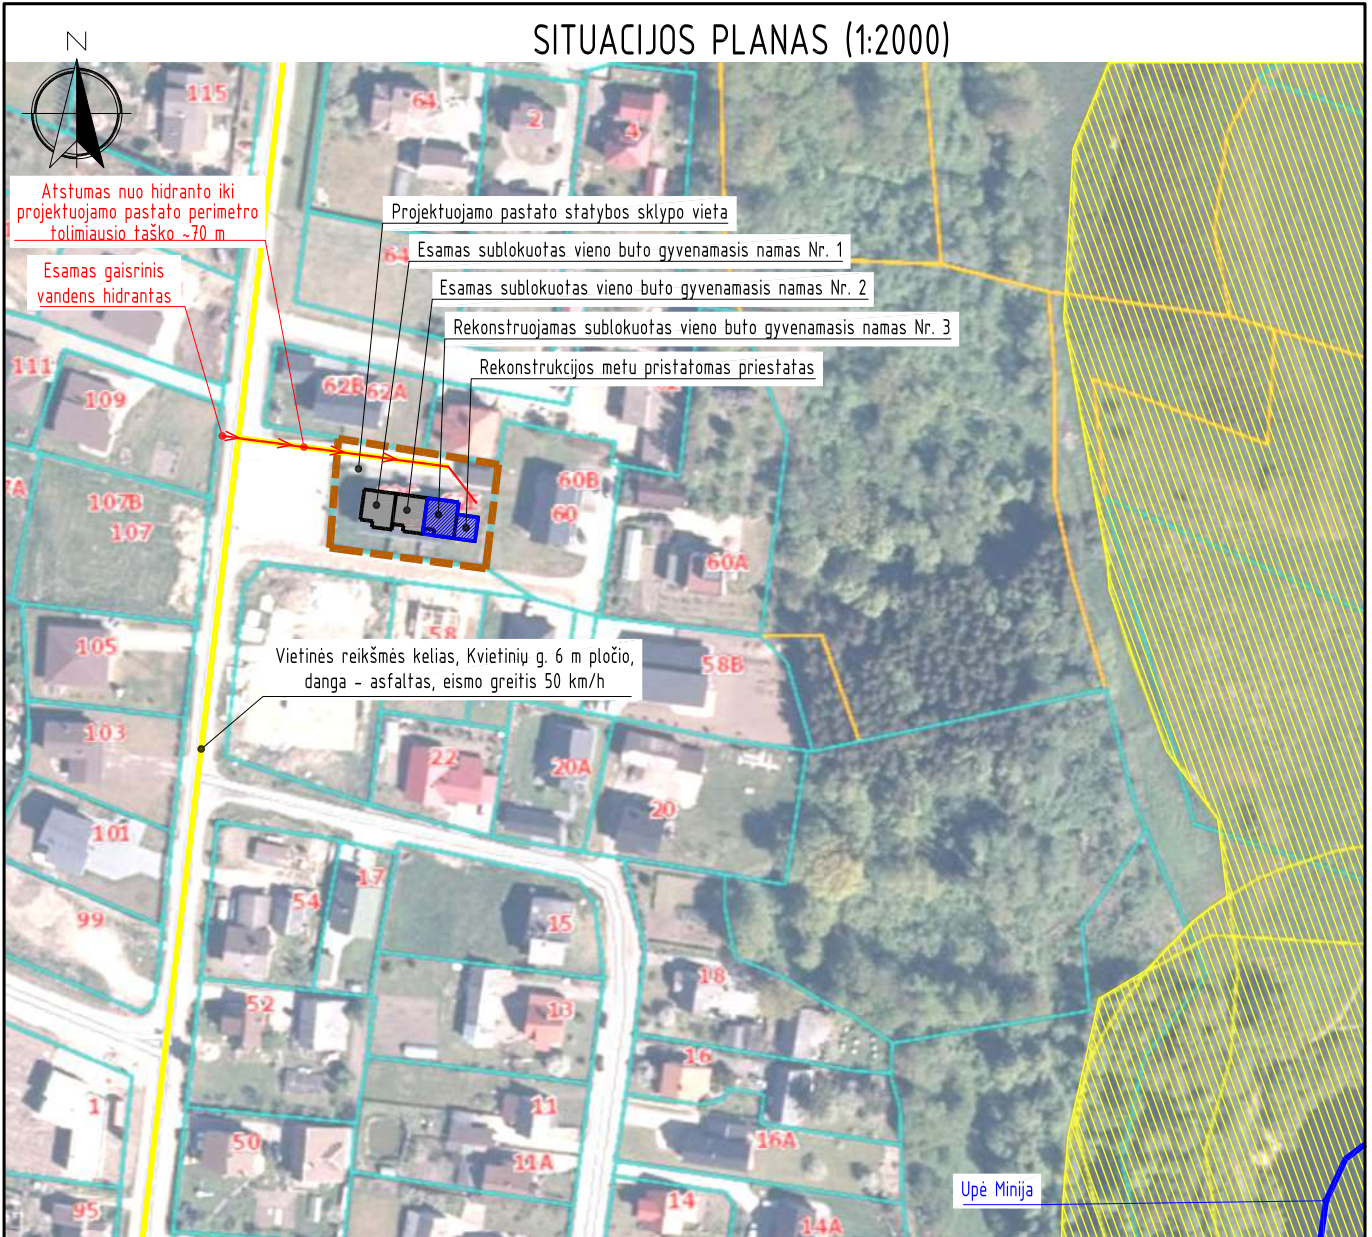 SITUACIJOS PLANAS (1:2000)
N
115
64
2
4
Atstumas nuo hidranto iki
projektuojamo pastato perimetro
tolimiausio taško ~70 m
Projektuojamo pastato statybos sklypo vieta
64
Esamas sublokuotas vieno buto gyvenamasis namas Nr. 1
Esamas gaisrinis
vandens hidrantas
Esamas sublokuotas vieno buto gyvenamasis namas Nr. 2
Rekonstruojamas sublokuotas vieno buto gyvenamasis namas Nr. 3
Rekonstrukcijos metu pristatomas priestatas
111
109
62B
62A
107B
107
60B
60
60A
105
58
58B
Vietinės reikšmės kelias, Kvietinių g. 6 m pločio,
danga - asfaltas, eismo greitis 50 km/h
103
22
20A
20
101
17
54
99
15
18
52
13
16
1
11
50
16A
11A
95
14
14A
Upė Minija